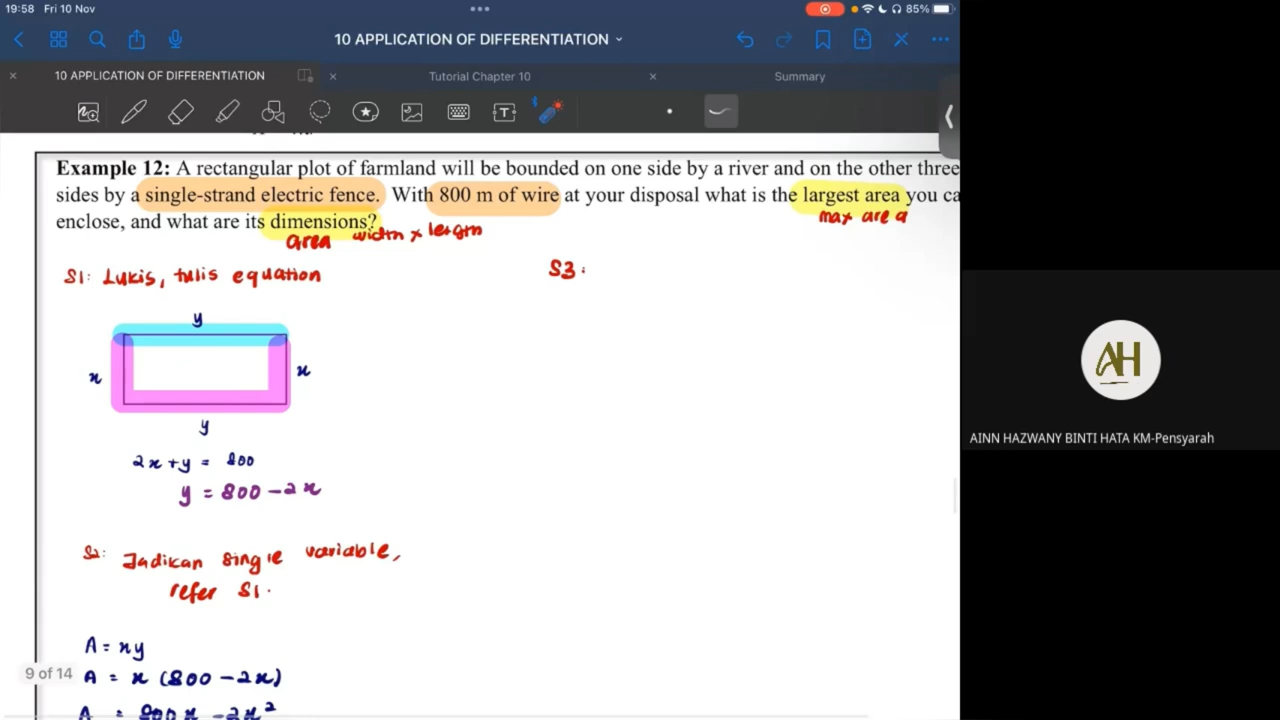 19:58 Fri 10 Nov
85%
10 APPLICATION OF DIFFERENTIATION
10 APPLICATION OF DIFFERENTIATION
Tutorial Chapter 10
Summary
Example 12: A rectangular plot of farmland will be bounded on one side by a river and on the other three
sides by a single-strand electric fence. With 800 m of wire at your disposal what is the largest area you ca
max area
enclose, and what are its dimensions?
area width x length
S1: Lukis, tulis equation
S3:
y
x
x
y
2x + y = 800
y = 800 - 2x
S2: Jadikan single variable,
refer S1.
A = xy
9 of 14
A = x (800 - 2x)
A = 800x - 2x²
AH
AINN HAZWANY BINTI HATA KM-Pensyarah